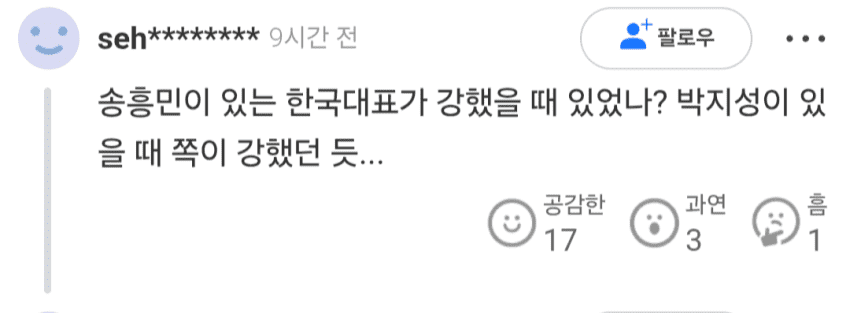 seh******** 9시간 전 팔로우
송흥민이 있는 한국대표가 강했을 때 있었나? 박지성이 있
을 때 쪽이 강했던 듯...
공감한 과연 흠
17 3 1